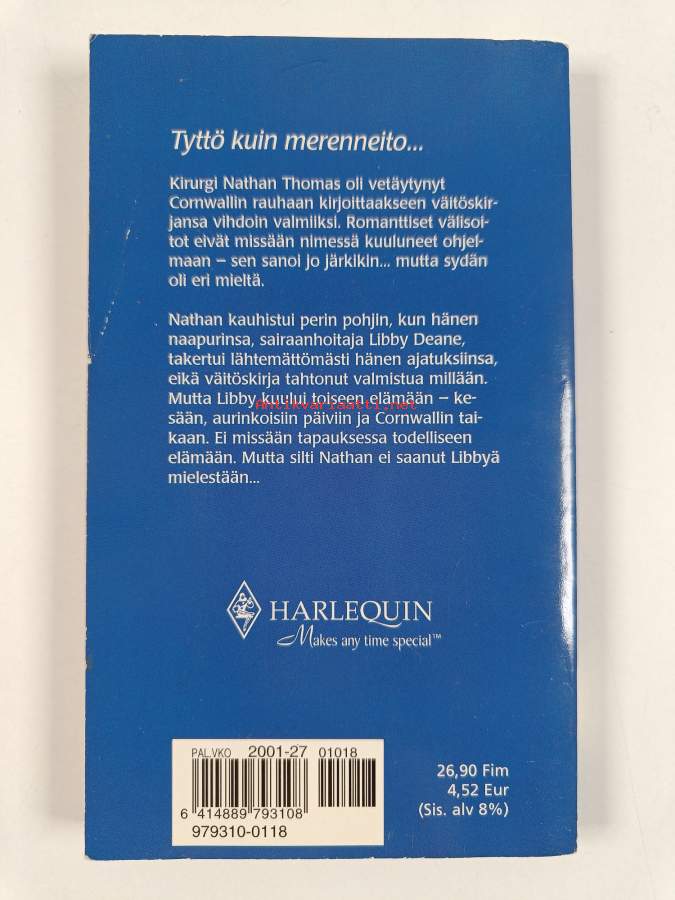 Tyttö kuin merenneito...
Kirurgi Nathan Thomas oli vetäytynyt
Cornwallin rauhaan kirjoittaakseen väitöskir-
jansa vihdoin valmiiksi. Romanttiset välisoi-
tot eivät missään nimessä kuuluneet ohjel-
maan – sen sanoi jo järkikin... mutta sydän
oli eri mieltä.
Nathan kauhistui perin pohjin, kun hänen
naapurinsa, sairaanhoitaja Libby Deane,
takertui lähtemättömästi hänen ajatuksiinsa,
eikä väitöskirja tahtonut valmistua millään.
Mutta Libby kuului toiseen elämään – ke-
Antikvariaatti.net
sään, aurinkoisiin päiviin ja Cornwallin tai-
kaan. Ei missään tapauksessa todelliseen
elämään. Mutta silti Nathan ei saanut Libbyä
mielestään...
HARLEQUIN
Makes any time special™
PAL.VKO 2001-27 01018
6 414889 793108
979310-0118
26,90 Fim
4,52 Eur
(Sis. alv 8%)